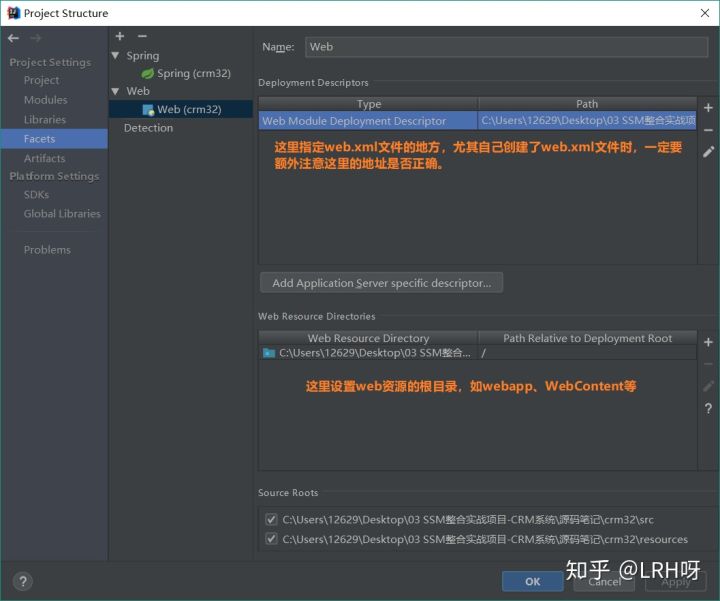 Project Structure
Project Settings
Project
Modules
Libraries
Facets
Artifacts
Platform Settings
SDKs
Global Libraries
Problems
Spring
Spring (crm32)
Web
Web (crm32)
Detection
Name: Web
Deployment Descriptors
Type Path
Web Module Deployment Descriptor C:\Users\12629\Desktop\03 SSM整合实战项
这里指定web.xml文件的地方，尤其自己创建了web.xml文件时，一定要
额外注意这里的地址是否正确。
Add Application Server specific descriptor...
Web Resource Directories
Web Resource Directory Path Relative to Deployment Root
C:\Users\12629\Desktop\03 SSM整合... /
这里设置web资源的根目录，如webapp、WebContent等
Source Roots
C:\Users\12629\Desktop\03 SSM整合实战项目-CRM系统\源码笔记\crm32\src
C:\Users\12629\Desktop\03 SSM整合实战项目-CRM系统\源码笔记\crm32\resources
OK Cancel Apply
知乎 @LRH呀